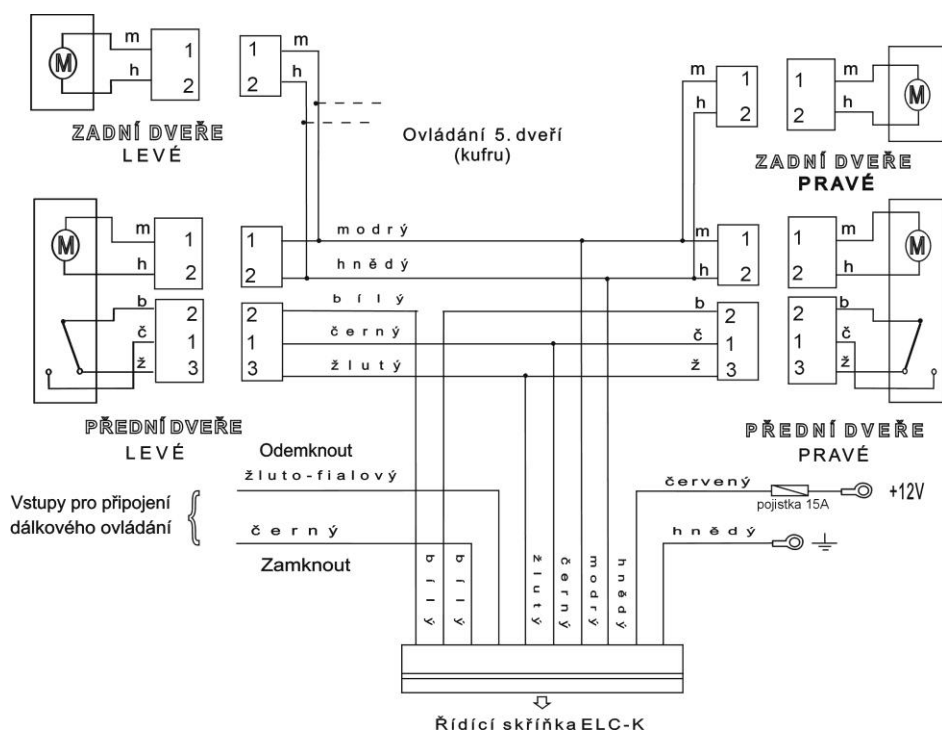 m
h
M
1
2
ZADNÍ DVEŘE
LEVÉ
1
2
m
h
Ovládání 5. dveří
(kufru)
m
h
1
2
1
2
m
h
M
ZADNÍ DVEŘE
PRAVÉ
M
m
h
1
2
b
č
ž
2
1
3
PŘEDNÍ DVEŘE
LEVÉ
1
2
2
1
3
modrý
hnědý
bílý
černý
žlutý
m
h
b
č
ž
1
2
2
1
3
1
2
2
1
3
m
h
b
č
ž
M
PŘEDNÍ DVEŘE
PRAVÉ
Odemknout
žluto-fialový
Vstupy pro připojení
dálkového ovládání
černý
Zamknout
červený
pojistka 15A
+12V
hnědý
bílý
bílý
žlutý
černý
modrý
hnědý
Řídící skříňka ELC-K